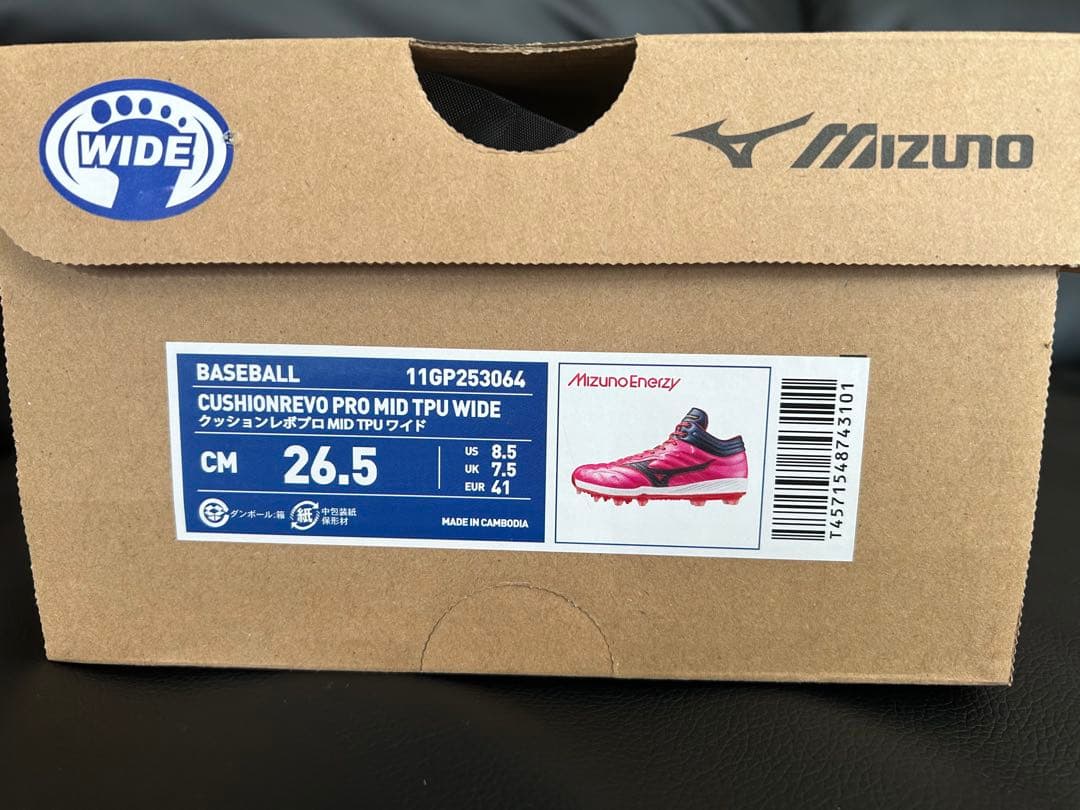 WIDE
MIZUNO
BASEBALL 11GP253064
CUSHIONREVO PRO MID TPU WIDE
クッションレボプロ MID TPU ワイド
CM 26.5
US 8.5
UK 7.5
EUR 41
ダンボール:箱
紙 中包装紙
保形材
MADE IN CAMBODIA
MIZUNO ENERZY
T4571548743101